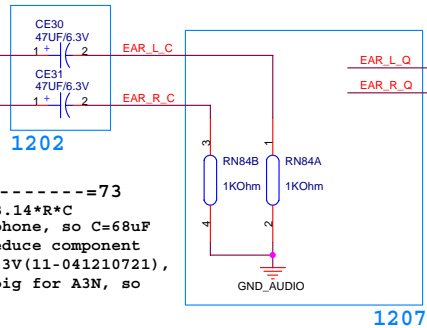 CE30
47UF/6.3V
1 + 2 EAR_L_C
CE31
47UF/6.3V
1 + 2 EAR_R_C
1202
EAR_L_Q
EAR_R_Q
3 1
RN84B RN84A
1KOhm 1KOhm
4 2
GND_AUDIO
1207
-------=73
.14*R*C
phone, so C=68uF
educe component
3V(11-041210721),
big for A3N, so